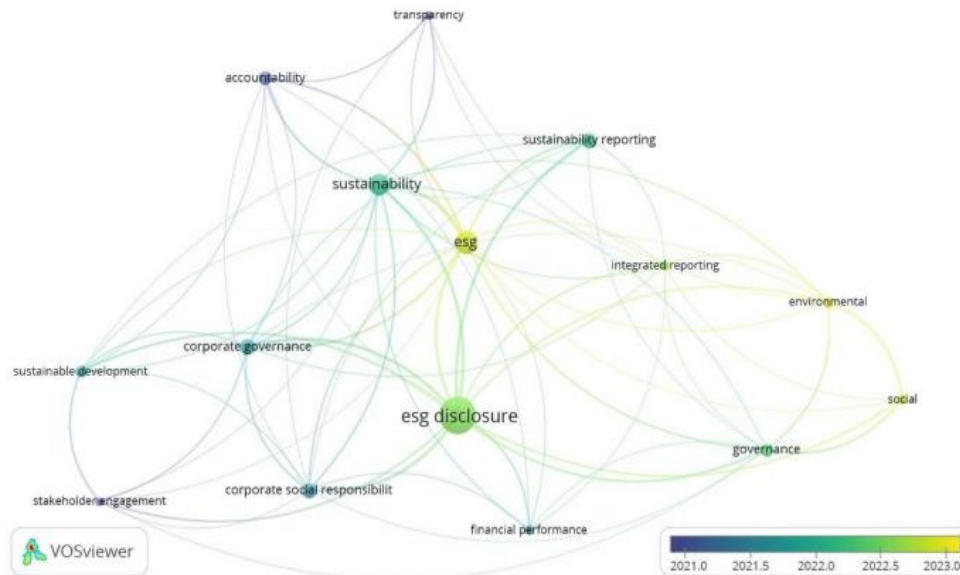 transparency
accountability
sustainability reporting
sustainability
esg
integrated reporting
environmental
corporate governance
sustainable development
social
esg disclosure
governance
corporate social responsibilit
stakeholder engagement
financial performance
VOSviewer
2021.0 2021.5 2022.0 2022.5 2023.0